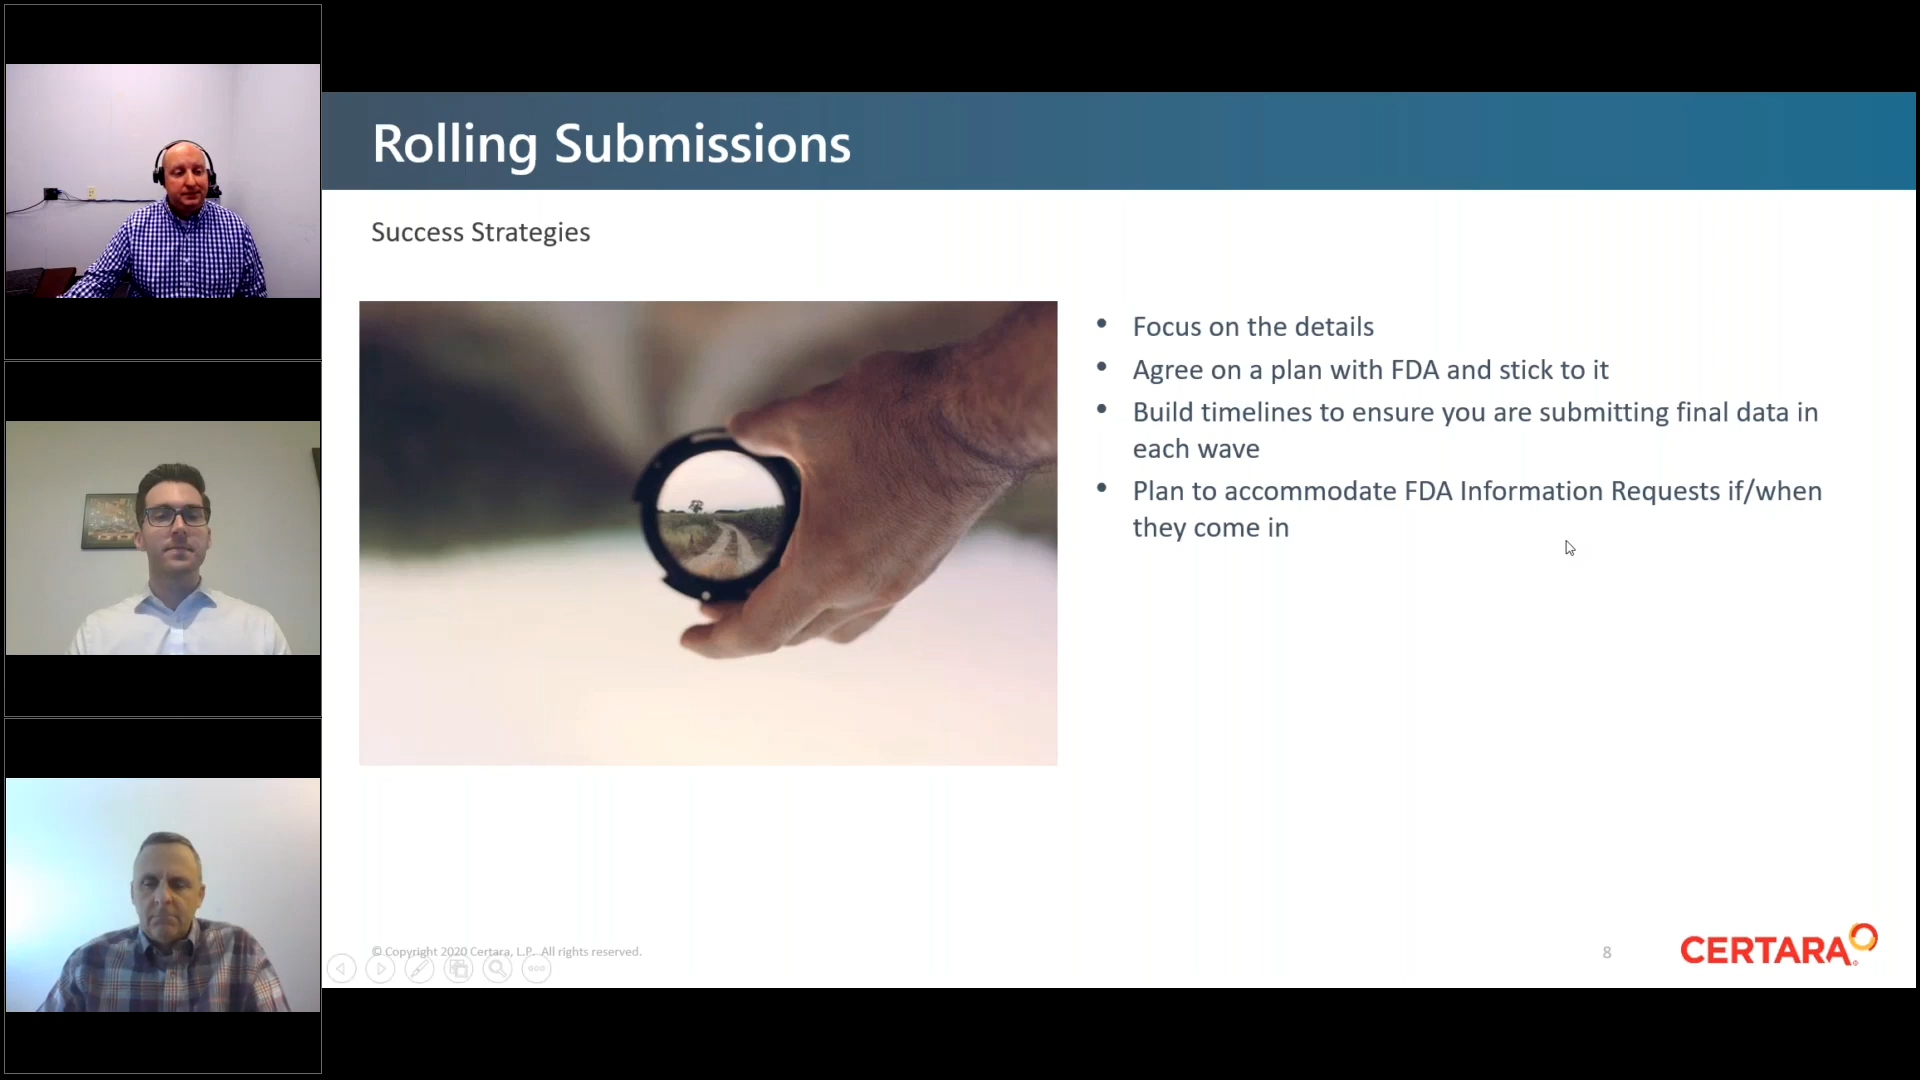 Rolling Submissions
Success Strategies
• Focus on the details
• Agree on a plan with FDA and stick to it
• Build timelines to ensure you are submitting final data in
each wave
• Plan to accommodate FDA Information Requests if/when
they come in
© Copyright 2020 Certara, L.P. All rights reserved.
8
CERTARA